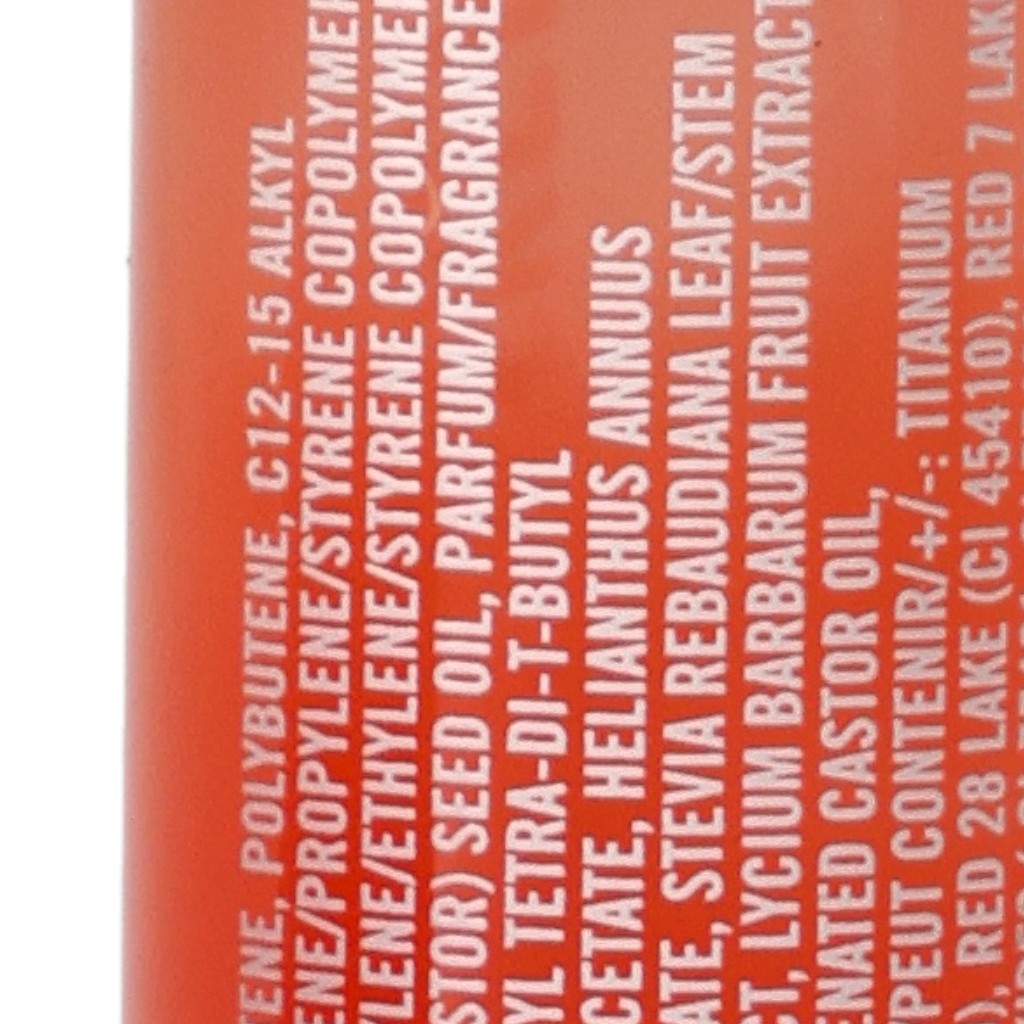 TENE, POLYBUTENE, C12-15 ALKYL
ENE/PROPYLENE/STYRENE COPOLYMER
YLENE/ETHYLENE/STYRENE COPOLYMER
STOR) SEED OIL, PARFUM/FRAGRANCE
YL TETRA-DI-T-BUTYL
CETATE, HELIANTHUS ANNUUS
ATE, STEVIA REBAUDIANA LEAF/STEM
CT, LYCIUM BARBARUM FRUIT EXTRACT
ENATED CASTOR OIL,
PEUT CONTENIR/+/-: TITANIUM
), RED 28 LAKE (CI 45410), RED 7 LAKE